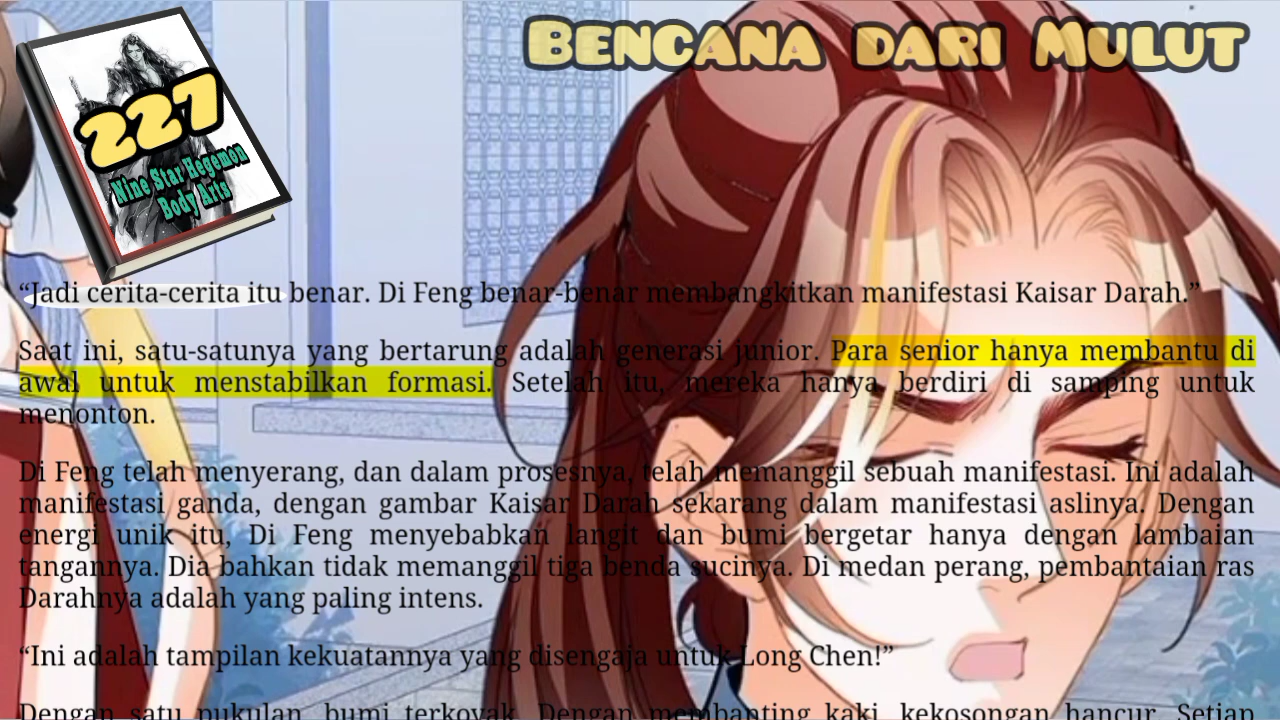 BENCANA DARI MULUT
227
Nine Star Hegemon
Body Arts
“Jadi cerita-cerita itu benar. Di Feng benar-benar membangkitkan manifestasi Kaisar Darah.”
Saat ini, satu-satunya yang bertarung adalah generasi junior. Para senior hanya membantu di
awal untuk menstabilkan formasi. Setelah itu, mereka hanya berdiri di samping untuk
menonton.
Di Feng telah menyerang, dan dalam prosesnya, telah memanggil sebuah manifestasi. Ini adalah
manifestasi ganda, dengan gambar Kaisar Darah sekarang dalam manifestasi aslinya. Dengan
energi unik itu, Di Feng menyebabkan langit dan bumi bergetar hanya dengan lambaian
tangannya. Dia bahkan tidak memanggil tiga benda sucinya. Di medan perang, pembantaian ras
Darahnya adalah yang paling intens.
“Ini adalah tampilan kekuatannya yang disengaja untuk Long Chen!”
Dengan satu pukulan, bumi terkoyak. Dengan membanting kaki, kekosongan hancur. Setiap